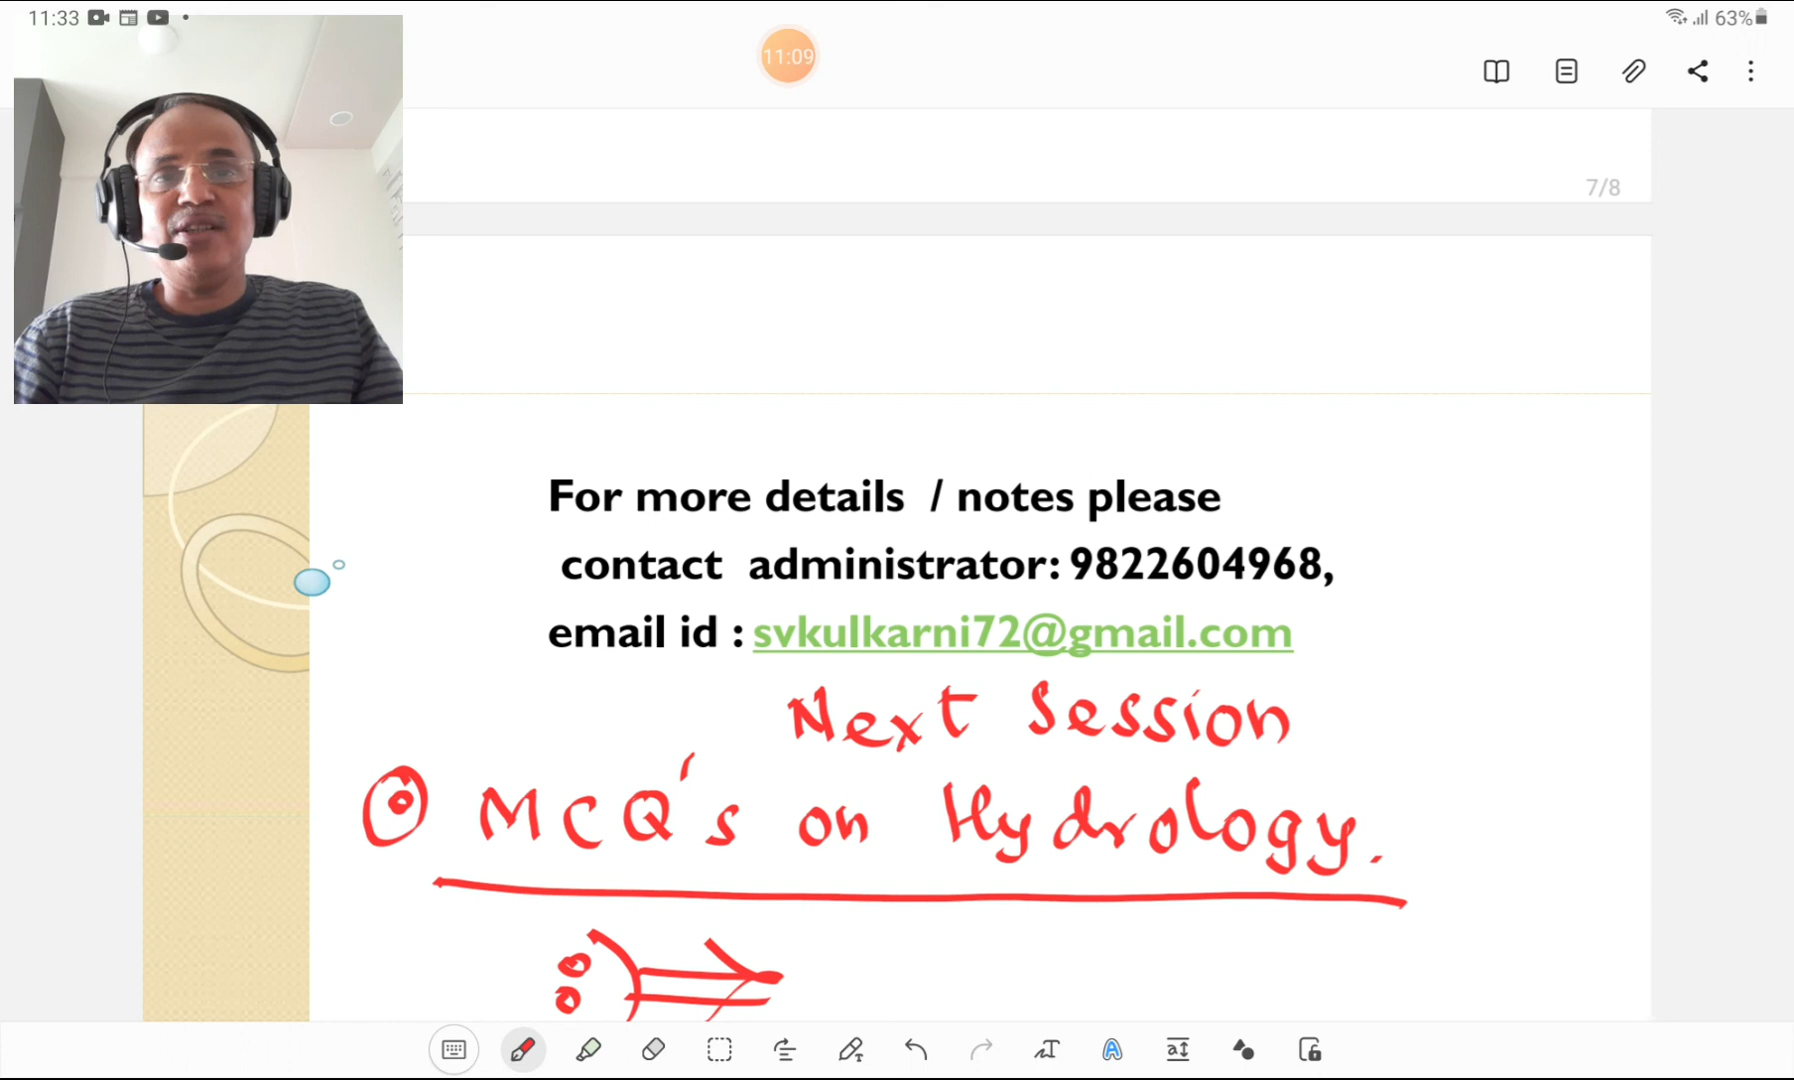 11:33
11:09
63%
7/8
For more details / notes please
contact administrator: 9822604968,
email id : svkulkarni72@gmail.com
Next Session
MCQ's on Hydrology.